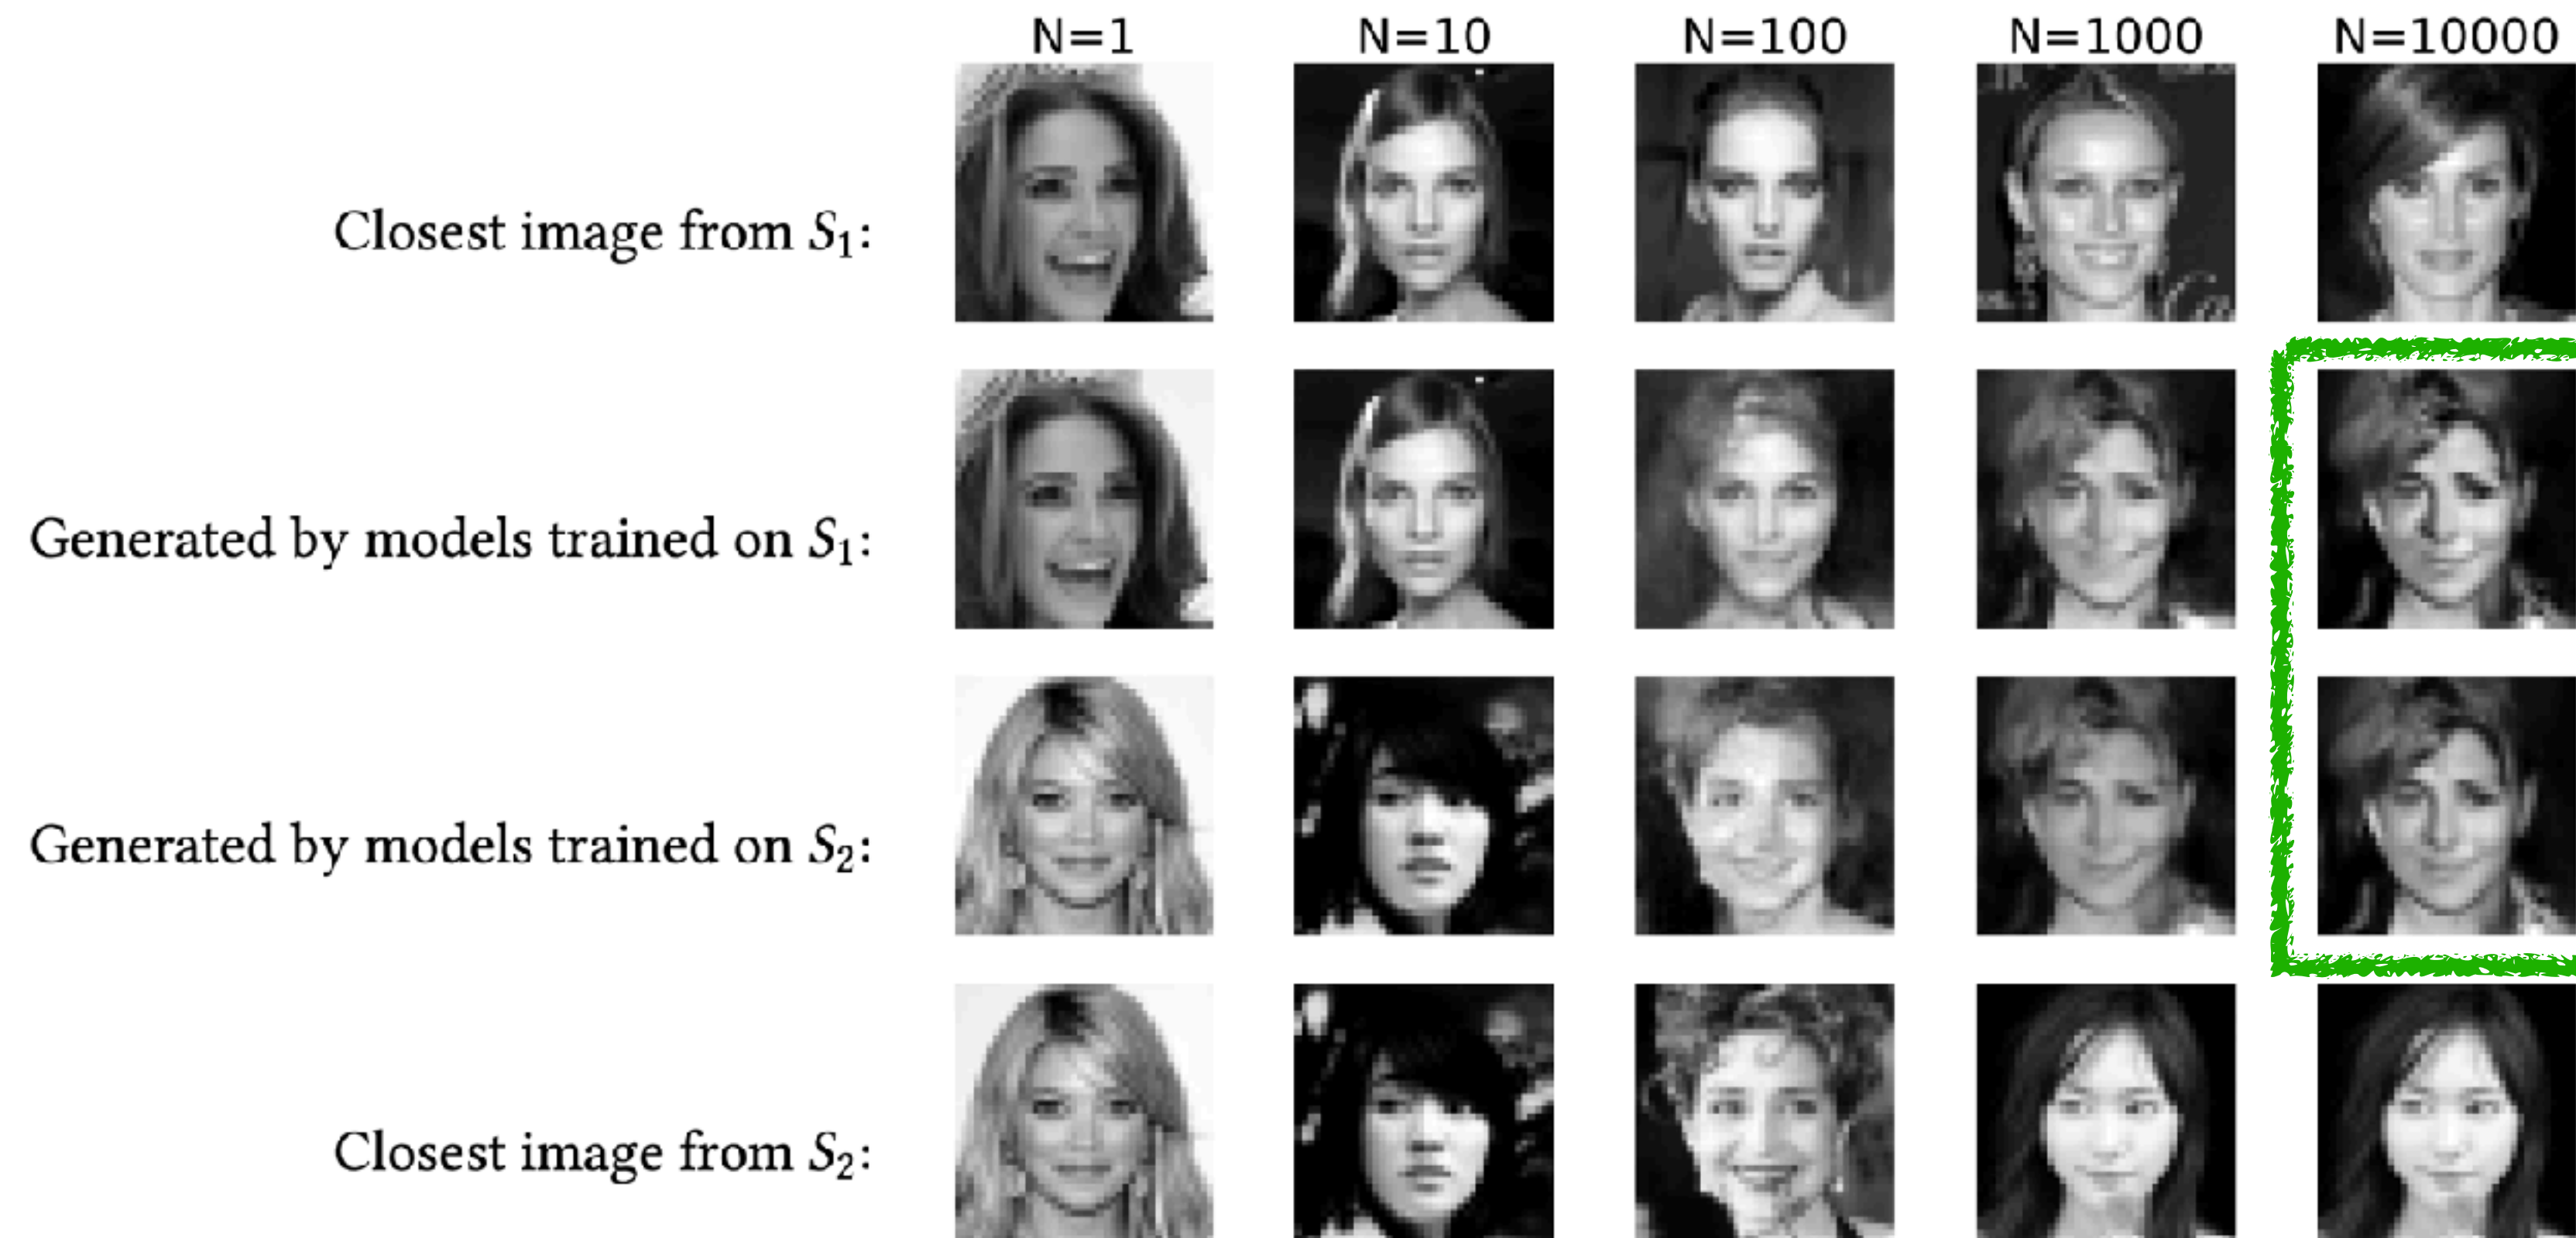 N=1 N=10 N=100 N=1000 N=10000
Closest image from S₁:
Generated by models trained on S₁:
Generated by models trained on S₂:
Closest image from S₂: